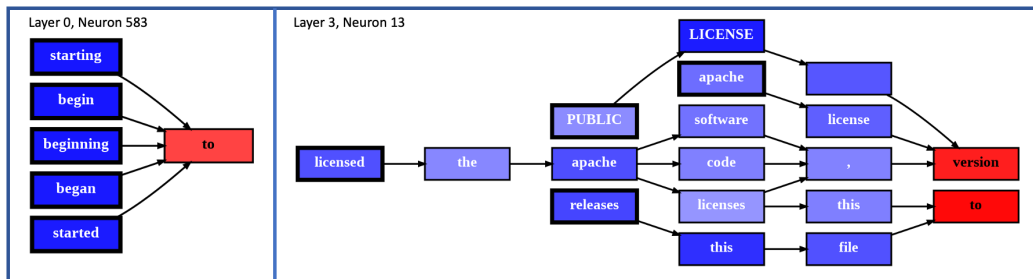 Layer 0, Neuron 583
starting
begin
beginning
began
started
to
Layer 3, Neuron 13
LICENSE
apache
PUBLIC
software
license
licensed
the
apache
code
,
version
releases
licenses
this
to
this
file